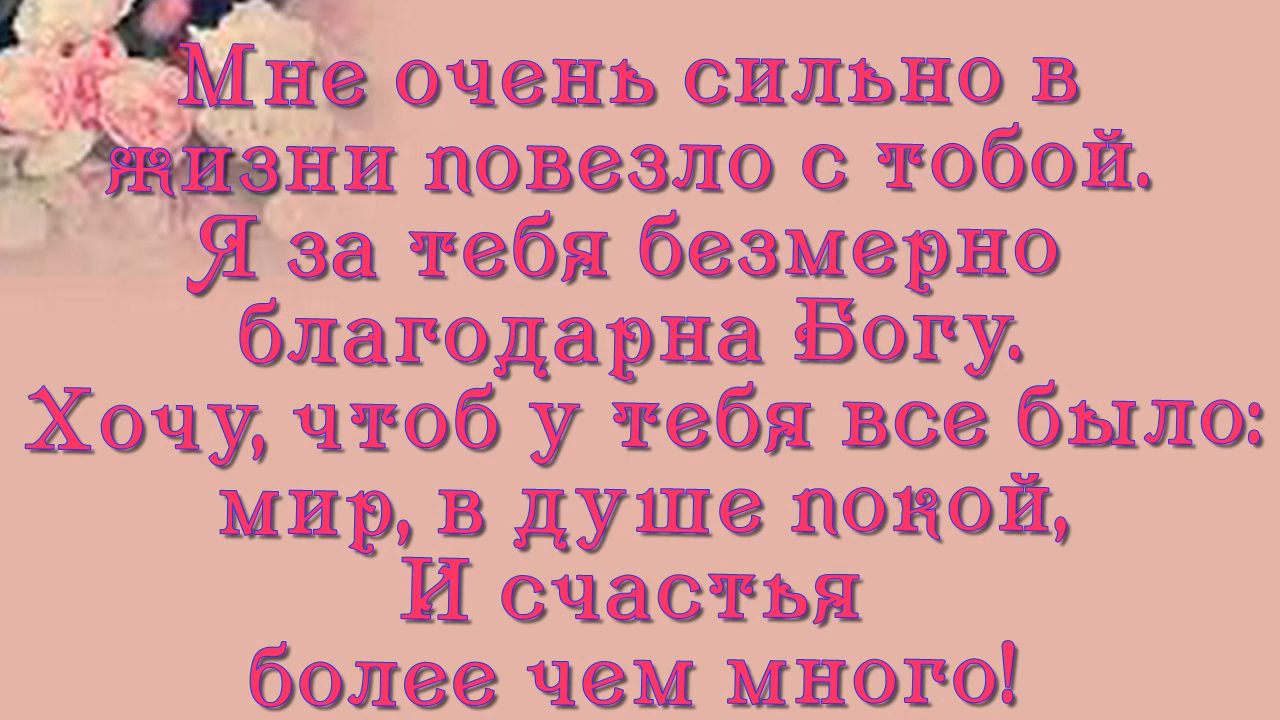 Мне очень сильно в
жизни повезло с тобой.
Я за тебя безмерно
благодарна Богу.
Хочу, чтоб у тебя все было:
мир, в душе покой,
И счастья
более чем много!